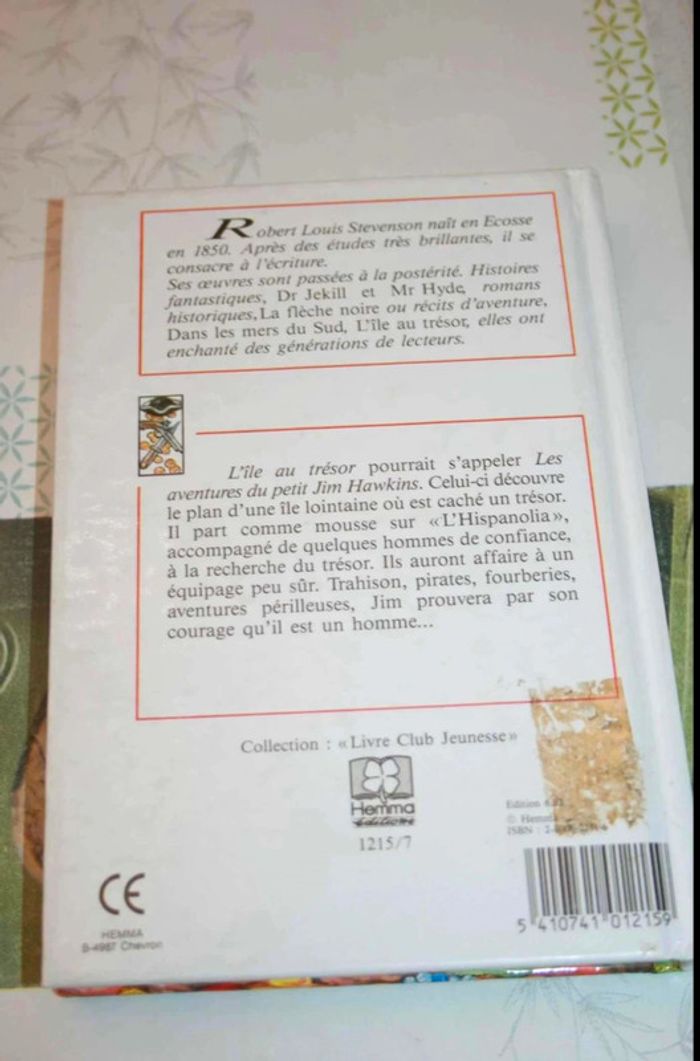 Robert Louis Stevenson naît en Ecosse
en 1850. Après des études très brillantes, il se
consacre à l'écriture.
Ses œuvres sont passées à la postérité. Histoires
fantastiques, Dr Jekill et Mr Hyde, romans
historiques, La flèche noire ou récits d'aventure,
Dans les mers du Sud, L'île au trésor, elles ont
enchanté des générations de lecteurs.
L'île au trésor pourrait s'appeler Les
aventures du petit Jim Hawkins. Celui-ci découvre
le plan d'une île lointaine où est caché un trésor.
Il part comme mousse sur «L'Hispanolia»,
accompagné de quelques hommes de confiance,
à la recherche du trésor. Ils auront affaire à un
équipage peu sûr. Trahison, pirates, fourberies,
aventures périlleuses, Jim prouvera par son
courage qu'il est un homme...
Collection : «Livre Club Jeunesse»
Hemma
éditions
1215/7
Edition
© Hemma
ISBN :
CE
HEMMA
B-4987 Chevron
5 410741 012159